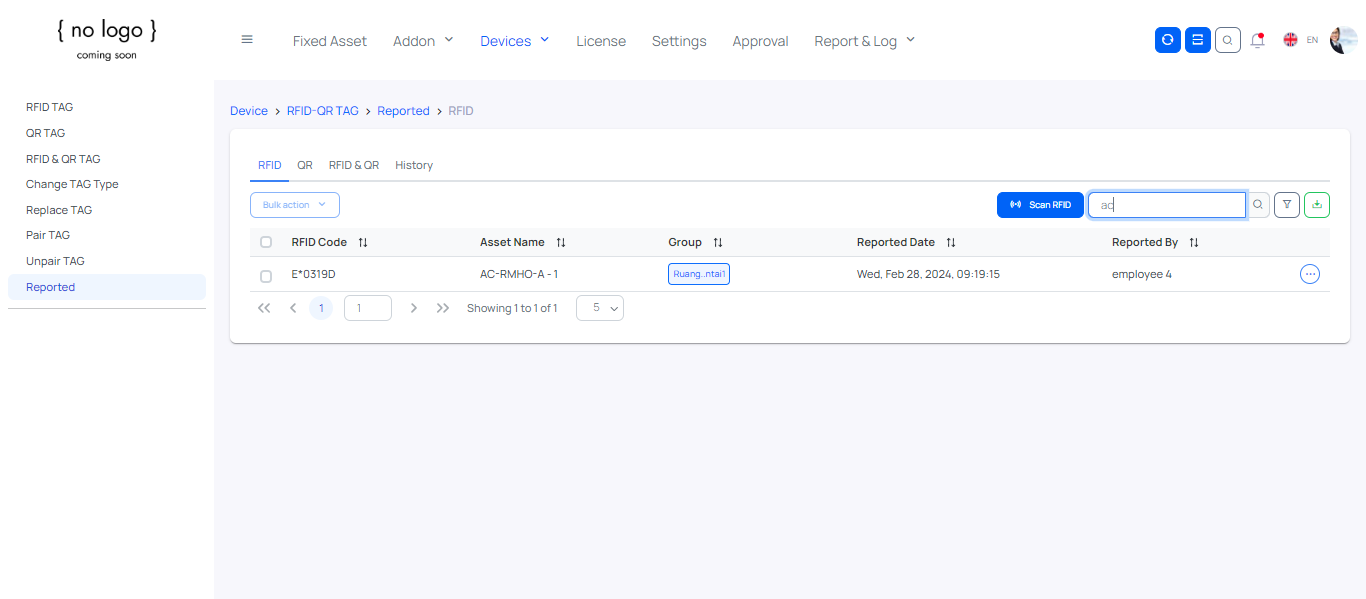 { no logo }
coming soon
Fixed Asset Addon Devices License Settings Approval Report & Log EN
RFID TAG
QR TAG
RFID & QR TAG
Change TAG Type
Replace TAG
Pair TAG
Unpair TAG
Reported
Device > RFID-QR TAG > Reported > RFID
RFID QR RFID & QR History
Bulk action Scan RFID ac
RFID Code Asset Name Group Reported Date Reported By
E*0319D AC-RMHO-A - 1 Ruang..ntai1 Wed, Feb 28, 2024, 09:19:15 employee 4
1 1 Showing 1 to 1 of 1 5